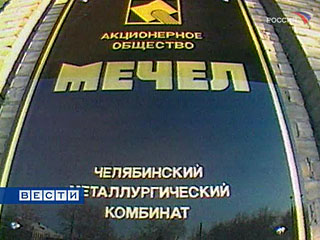 РОССИЯ
АКЦИОНЕРНОЕ
ОБЩЕСТВО
МЕЧЕЛ
ЧЕЛЯБИНСКИЙ
МЕТАЛЛУРГИЧЕСКИЙ
КОМБИНАТ
ВЕСТИ